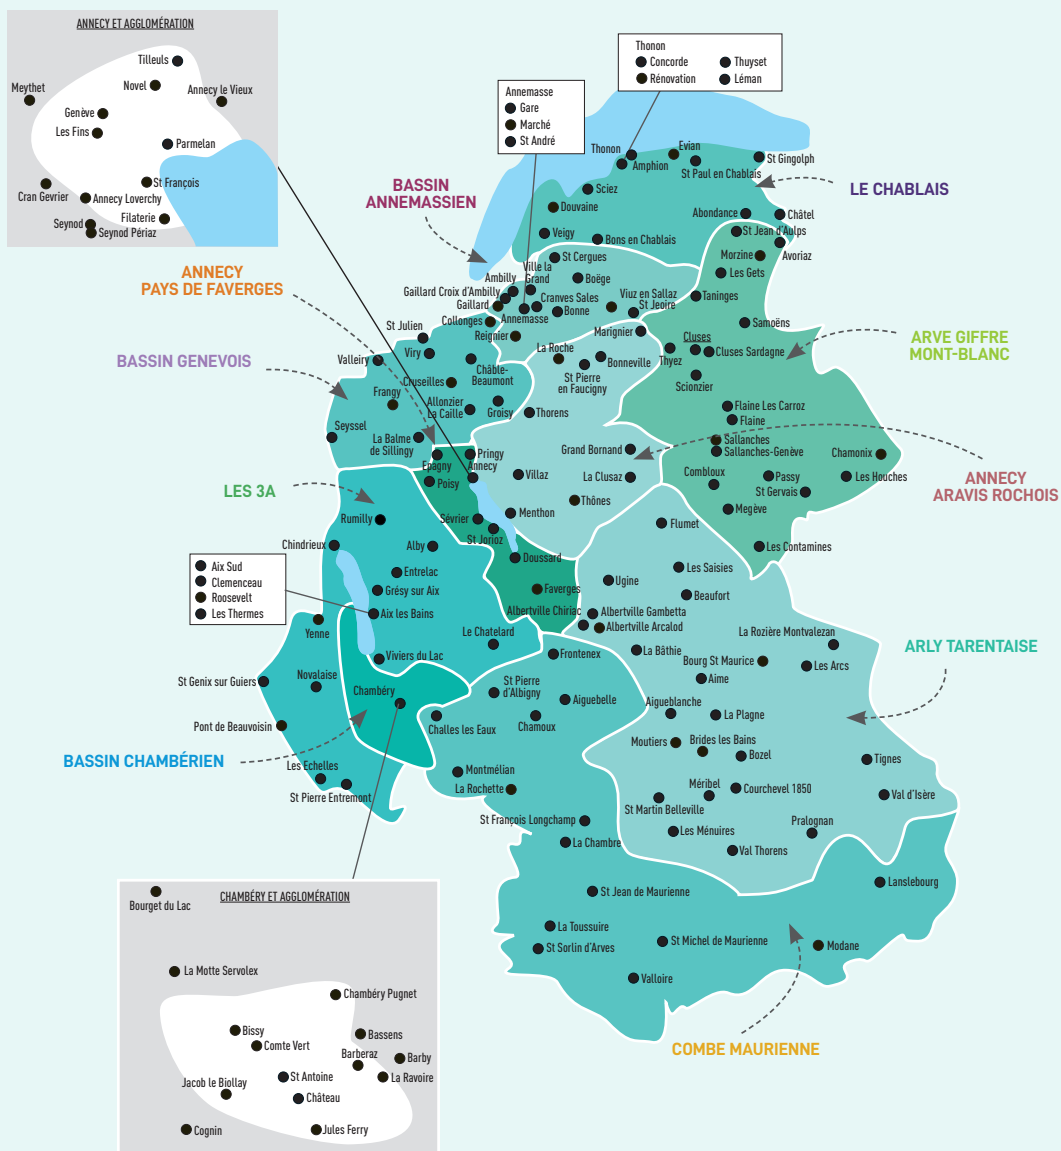 ANNECY ET AGGLOMÉRATION
Tilleuls
Novel
Meythet
Annecy le Vieux
Genève
Les Fins
Parmelan
St François
Cran Gevrier
Annecy Loverchy
Filaterie
Seynod
Seynod Périaz
Thonon
Concorde
Thuyset
Rénovation
Léman
Annemasse
Gare
Marché
St André
BASSIN
ANNEMASSIEN
LE CHABLAIS
ANNECY
PAYS DE FAVERGES
BASSIN GENEVOIS
ARVE GIFFRE
MONT-BLANC
LES 3A
ANNECY
ARAVIS ROCHOIS
ARLY TARENTAISE
BASSIN CHAMBÉRIEN
COMBE MAURIENNE
Thonon
Evian
Amphion
St Paul en Chablais
St Gingolph
Sciez
Douvaine
Abondance
Châtel
Veigy
Bons en Chablais
St Jean d'Aulps
Avoriaz
Morzine
Les Gets
St Cergues
Ville la
Grand
Boëge
Ambilly
Gaillard Croix d'Ambilly
Gaillard
Cranves Sales
Viuz en Sallaz
St Jeoire
Taninges
Annemasse
Bonne
Collonges
Reignier
Marignier
Samoëns
St Julien
Viry
Valleiry
Châble-
Beaumont
La Roche
St Pierre
en Faucigny
Bonneville
Cluses
Thyez
Cluses Sardagne
Scionzier
Cruseilles
Frangy
Allonzier
La Caille
Groisy
Thorens
Flaine Les Carroz
Flaine
Seyssel
La Balme
de Sillingy
Sallanches
Sallanches-Genève
Chamonix
Grand Bornand
Epagny
Pringy
Annecy
Poisy
Villaz
La Clusaz
Combloux
Passy
St Gervais
Les Houches
Thônes
Megève
Rumilly
Sévrier
Menthon
St Jorioz
Flumet
Les Contamines
Chindrieux
Alby
Doussard
Aix Sud
Clemenceau
Roosevelt
Les Thermes
Entrelac
Grésy sur Aix
Aix les Bains
Faverges
Ugine
Les Saisies
Beaufort
Albertville Chiriac
Albertville Gambetta
Albertville Arcalod
Yenne
Le Chatelard
La Rozière Montvalezan
Viviers du Lac
Frontenex
La Bâthie
Bourg St Maurice
Les Arcs
St Genix sur Guiers
Novalaise
Chambéry
St Pierre
d'Albigny
Aime
Aiguebelle
Aigueblanche
La Plagne
Pont de Beauvoisin
Challes les Eaux
Chamoux
Moutiers
Brides les Bains
Bozel
Tignes
Les Echelles
St Pierre Entremont
Montmélian
La Rochette
Méribel
Courchevel 1850
St Martin Belleville
Val d'Isère
St François Longchamp
Les Ménuires
Pralognan
La Chambre
Val Thorens
Lanslebourg
St Jean de Maurienne
La Toussuire
St Sorlin d'Arves
St Michel de Maurienne
Modane
Valloire
CHAMBÉRY ET AGGLOMÉRATION
Bourget du Lac
La Motte Servolex
Chambéry Pugnet
Bissy
Bassens
Comte Vert
Barberaz
Barby
St Antoine
La Ravoire
Jacob le Biollay
Château
Cognin
Jules Ferry